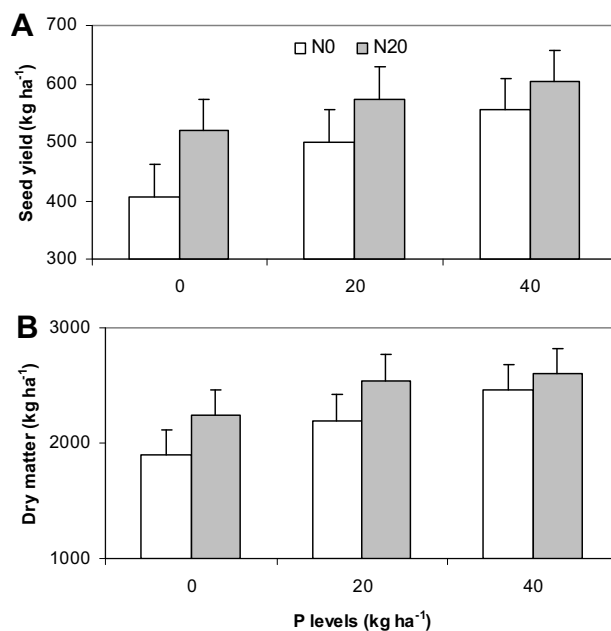 A
Seed yield (kg ha⁻¹)
700
600
500
400
300
N0 N20
0 20 40
B
Dry matter (kg ha⁻¹)
3000
2000
1000
0 20 40
P levels (kg ha⁻¹)